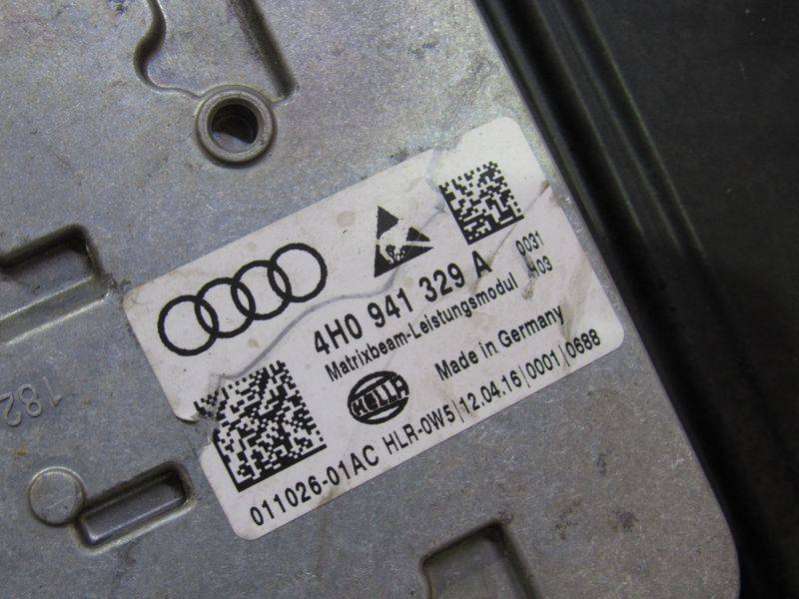 4H0 941 329 A
0031
H03
Matrixbeam-Leistungsmodul
HELLA
Made in Germany
011026-01AC HLR-0W5|12.04.16|0001|0688
182